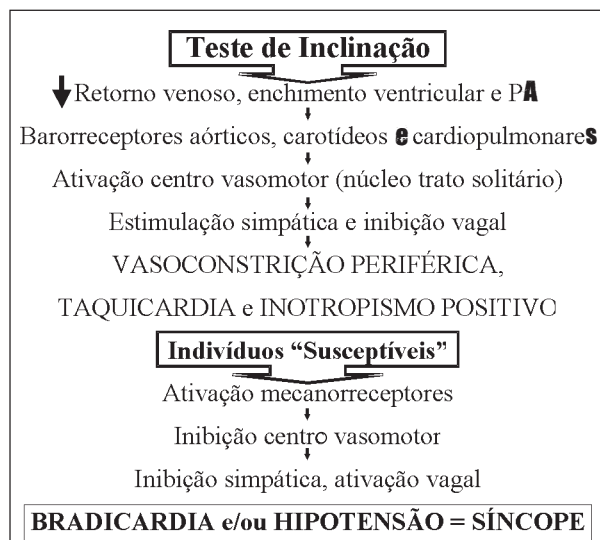 Teste de Inclinação
Retorno venoso, enchimento ventricular e PA
Barorreceptores aórticos, carotídeos e cardiopulmonares
Ativação centro vasomotor (núcleo trato solitário)
Estimulação simpática e inibição vagal
VASOCONSTRIÇÃO PERIFÉRICA,
TAQUICARDIA e INOTROPISMO POSITIVO
Indivíduos “Susceptíveis”
Ativação mecanorreceptores
Inibição centro vasomotor
Inibição simpática, ativação vagal
BRADICARDIA e/ou HIPOTENSÃO = SÍNCOPE